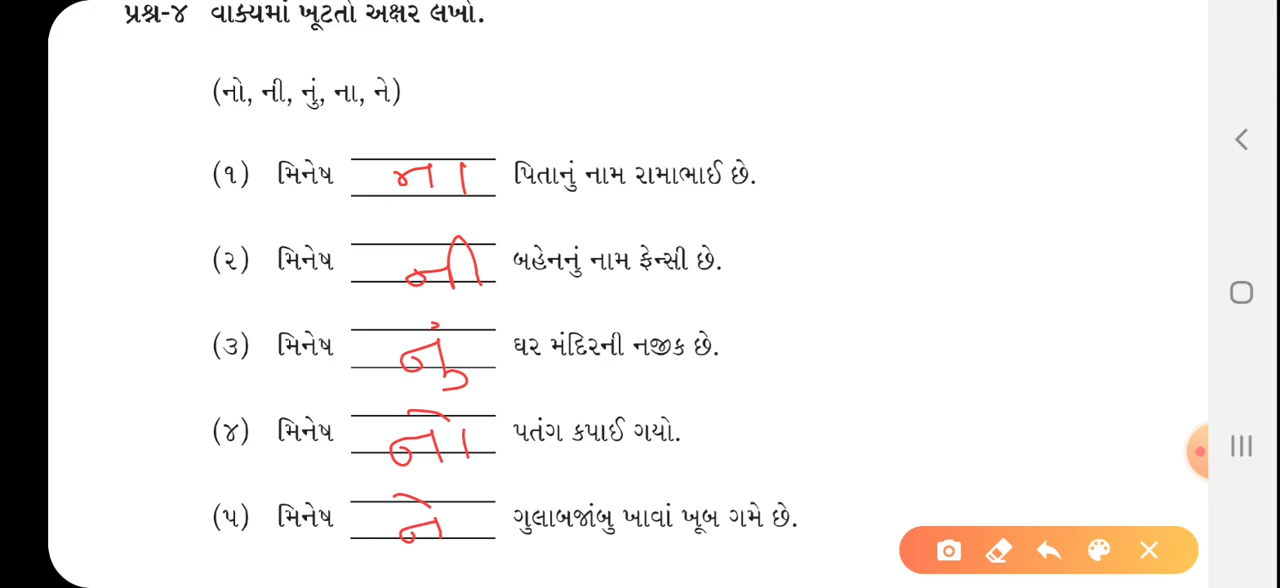 પ્રશ્ન-૪ વાક્યમાં ખૂટતો અક્ષર લખો.
(નો, ની, નું, ના, ને)
(૧) મિનેષ ના પિતાનું નામ રામાભાઈ છે.
(૨) મિનેષ ની બહેનનું નામ ફેન્સી છે.
(૩) મિનેષ નું ઘર મંદિરની નજીક છે.
(૪) મિનેષ નો પતંગ કપાઈ ગયો.
(૫) મિનેષ ને ગુલાબજાંબુ ખાવાં ખૂબ ગમે છે.